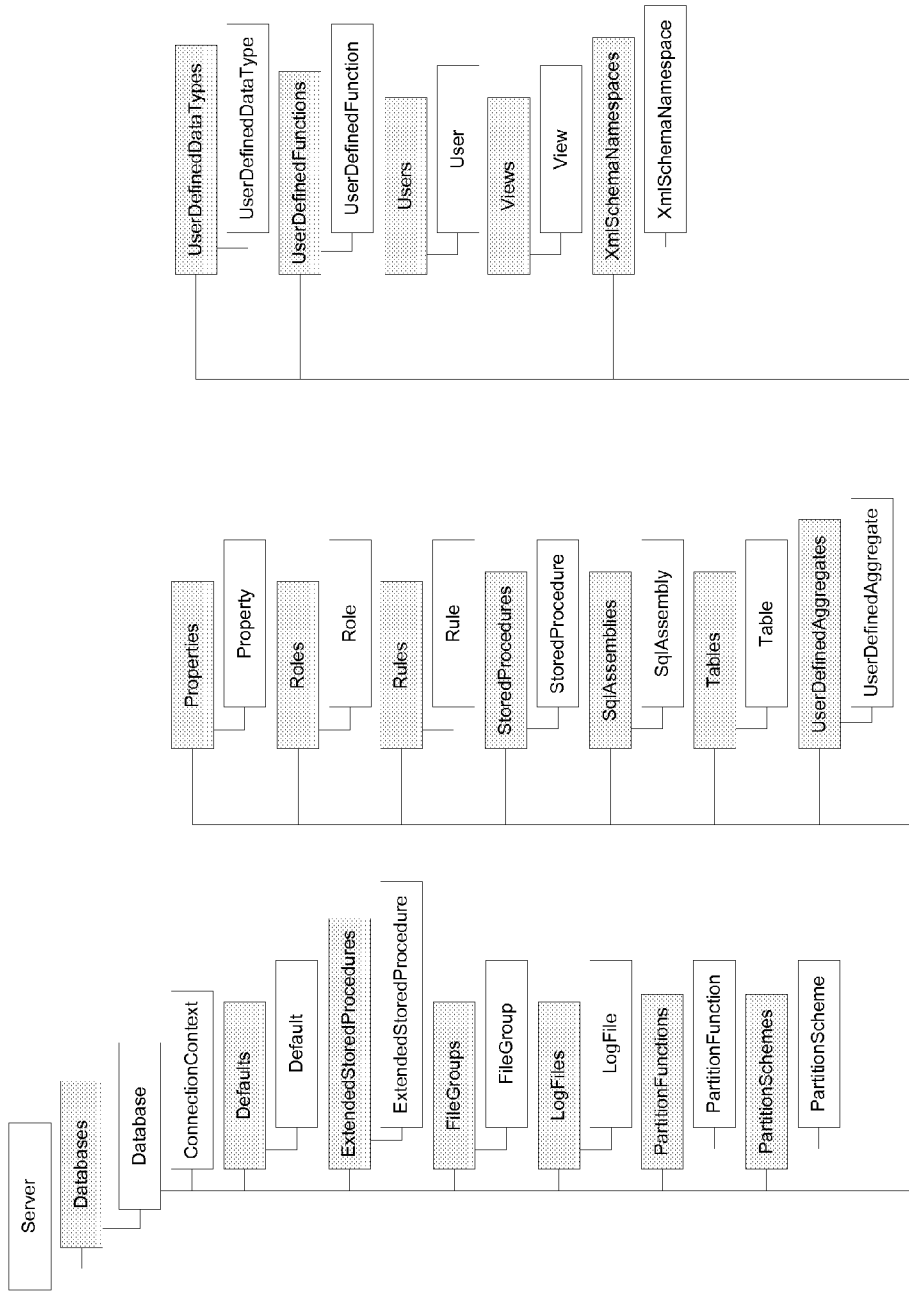 Server
Databases
Database
ConnectionContext
Defaults
Default
ExtendedStoredProcedures
ExtendedStoredProcedure
FileGroups
FileGroup
LogFiles
LogFile
PartitionFunctions
PartitionFunction
PartitionSchemes
PartitionScheme
Properties
Property
Roles
Role
Rules
Rule
StoredProcedures
StoredProcedure
SqlAssemblies
SqlAssembly
Tables
Table
UserDefinedAggregates
UserDefinedAggregate
UserDefinedDataTypes
UserDefinedDataType
UserDefinedFunctions
UserDefinedFunction
Users
User
Views
View
XmlSchemaNamespaces
XmlSchemaNamespace